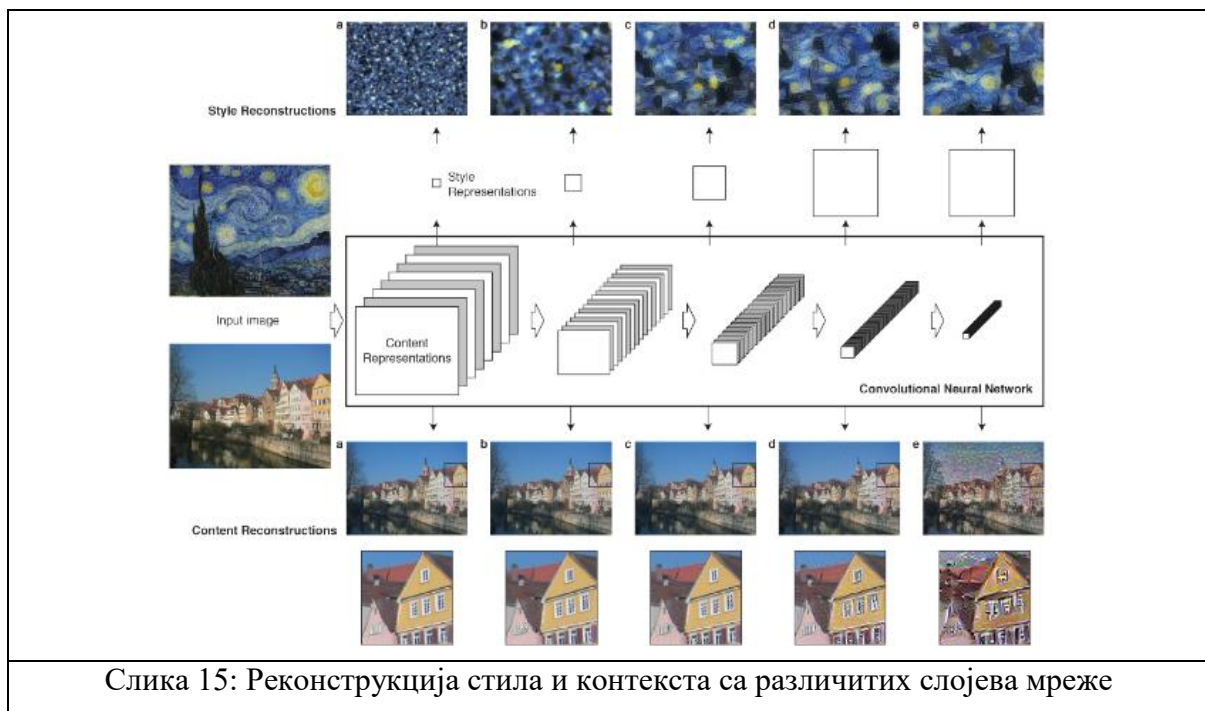 a b c d e
Style Reconstructions
Style
Representations
Input image
Content
Representations
Convolutional Neural Network
a b c d e
Content Reconstructions
Слика 15: Реконструкција стила и контекста са различитих слојева мреже